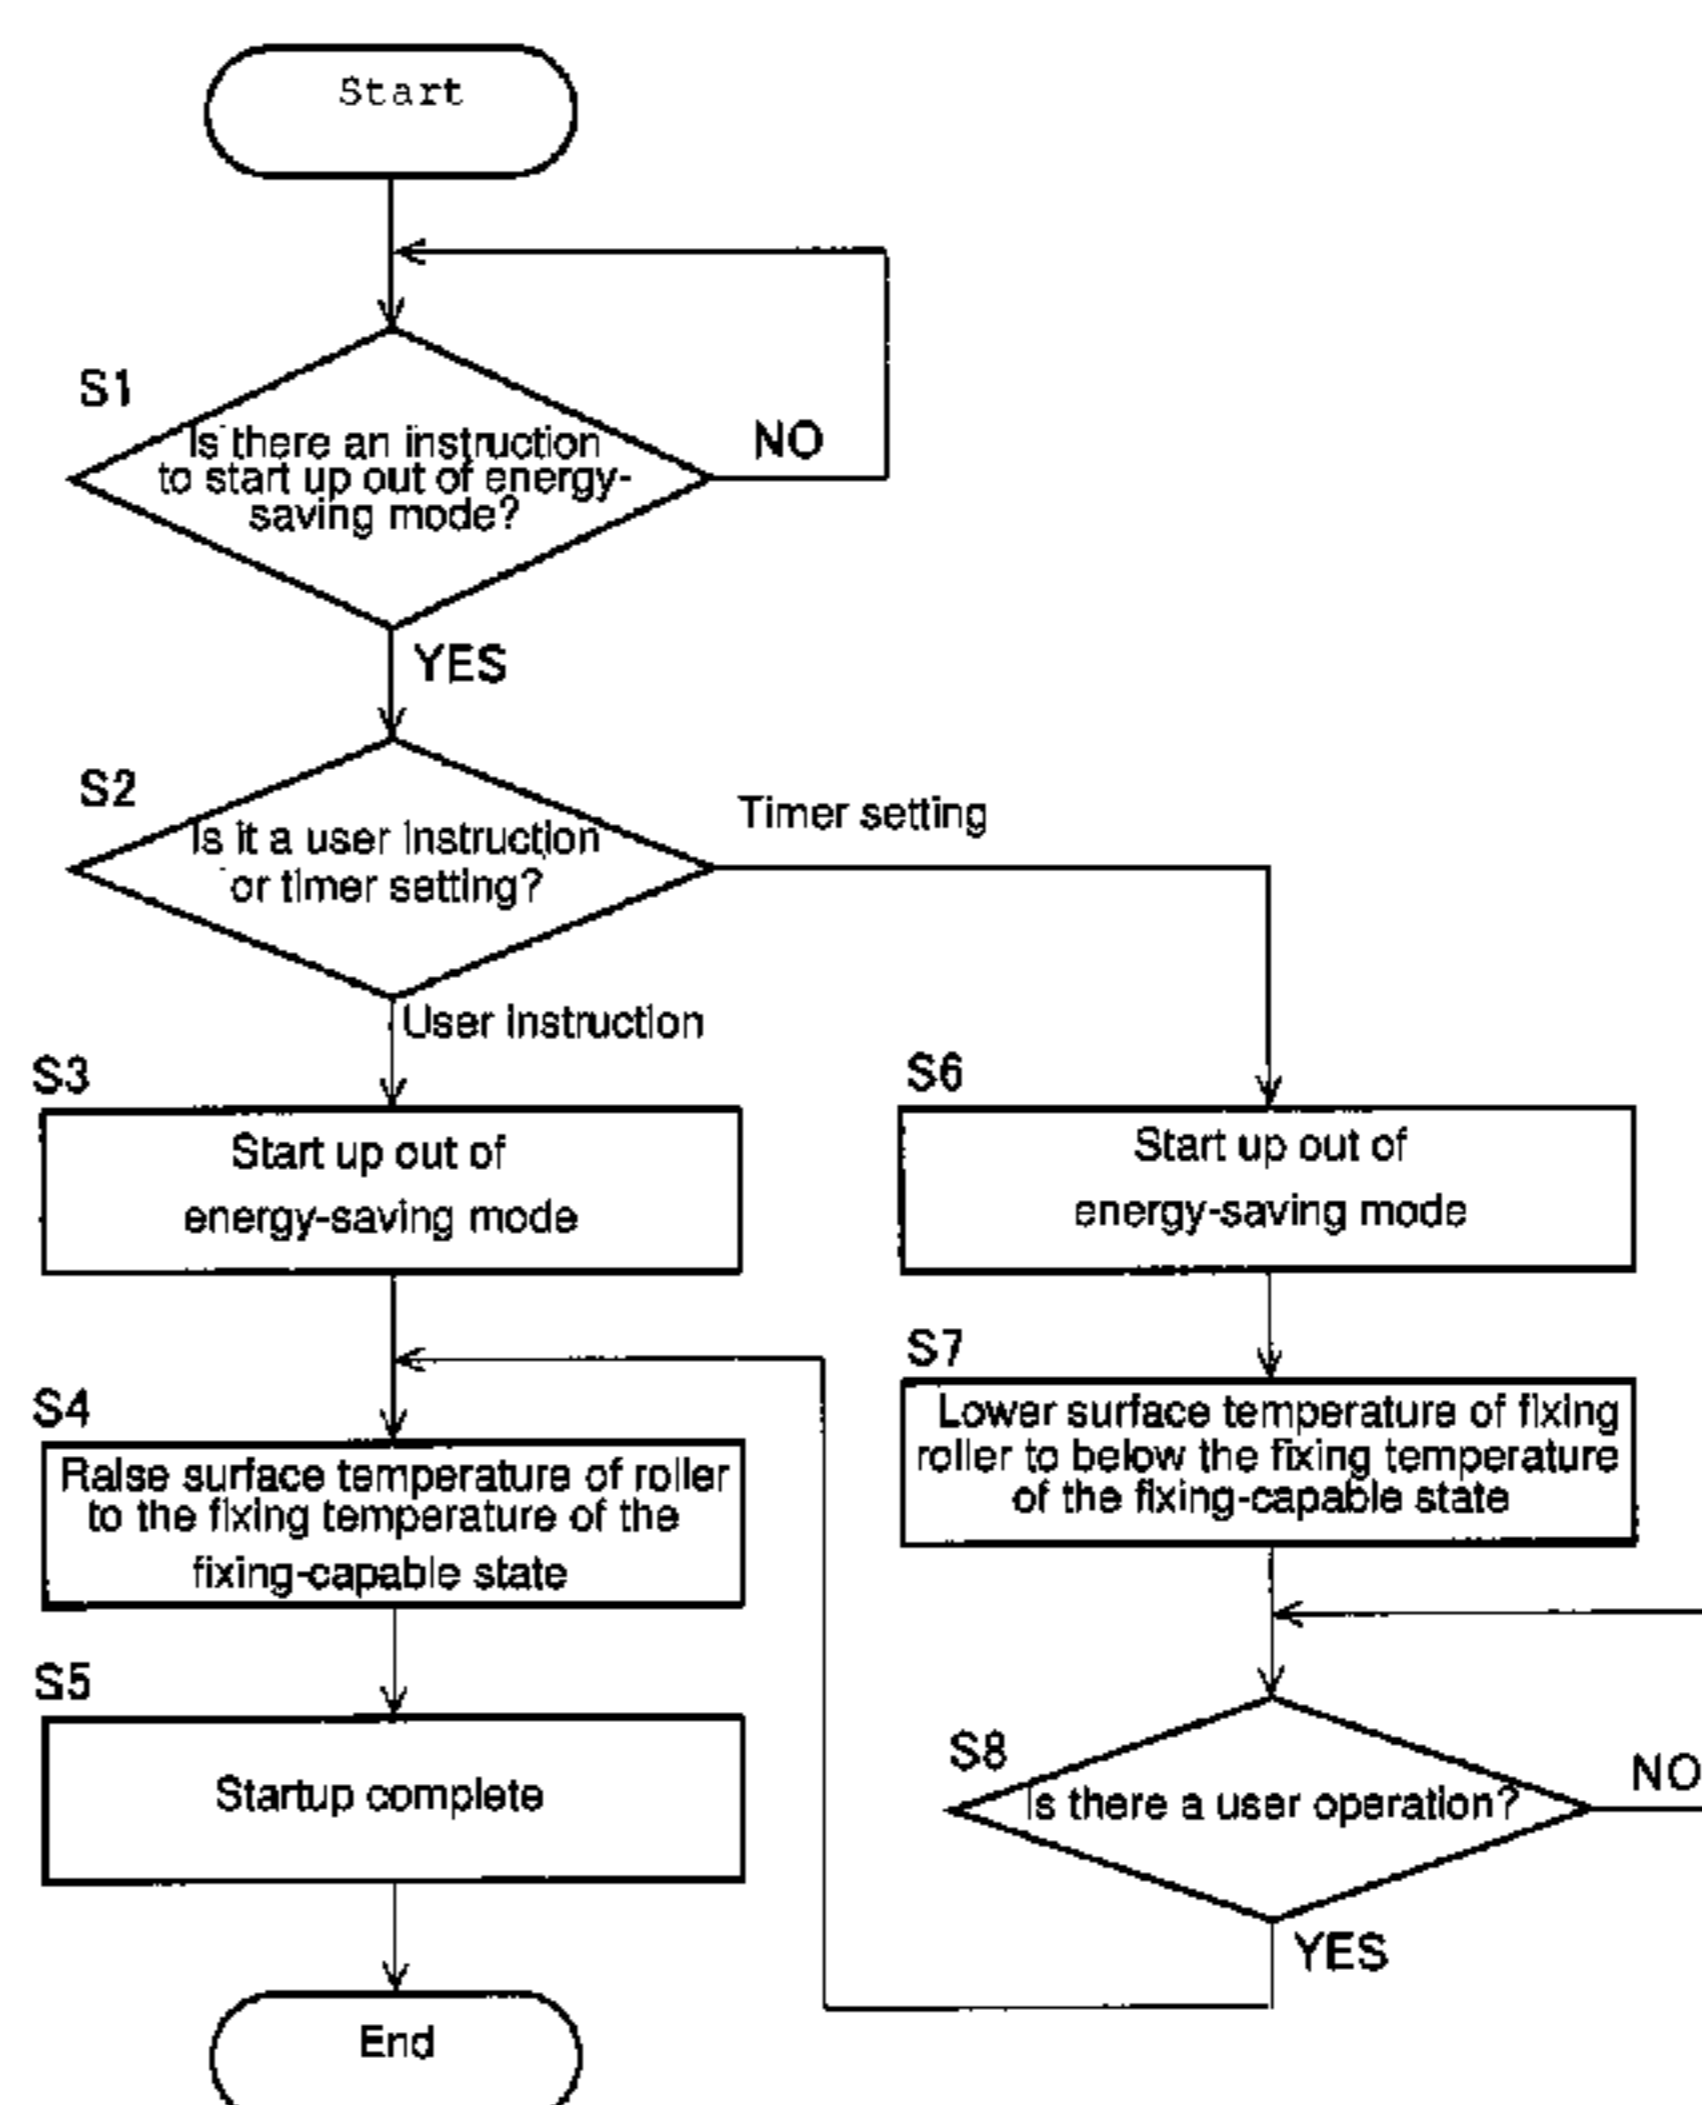 Start
S1
Is there an instruction
to start up out of energy-
saving mode?
NO
YES
S2
Is it a user instruction
or timer setting?
Timer setting
User instruction
S3
Start up out of
energy-saving mode
S6
Start up out of
energy-saving mode
S7
Lower surface temperature of fixing
roller to below the fixing temperature
of the fixing-capable state
S4
Raise surface temperature of roller
to the fixing temperature of the
fixing-capable state
S5
Startup complete
S8
Is there a user operation?
NO
YES
End